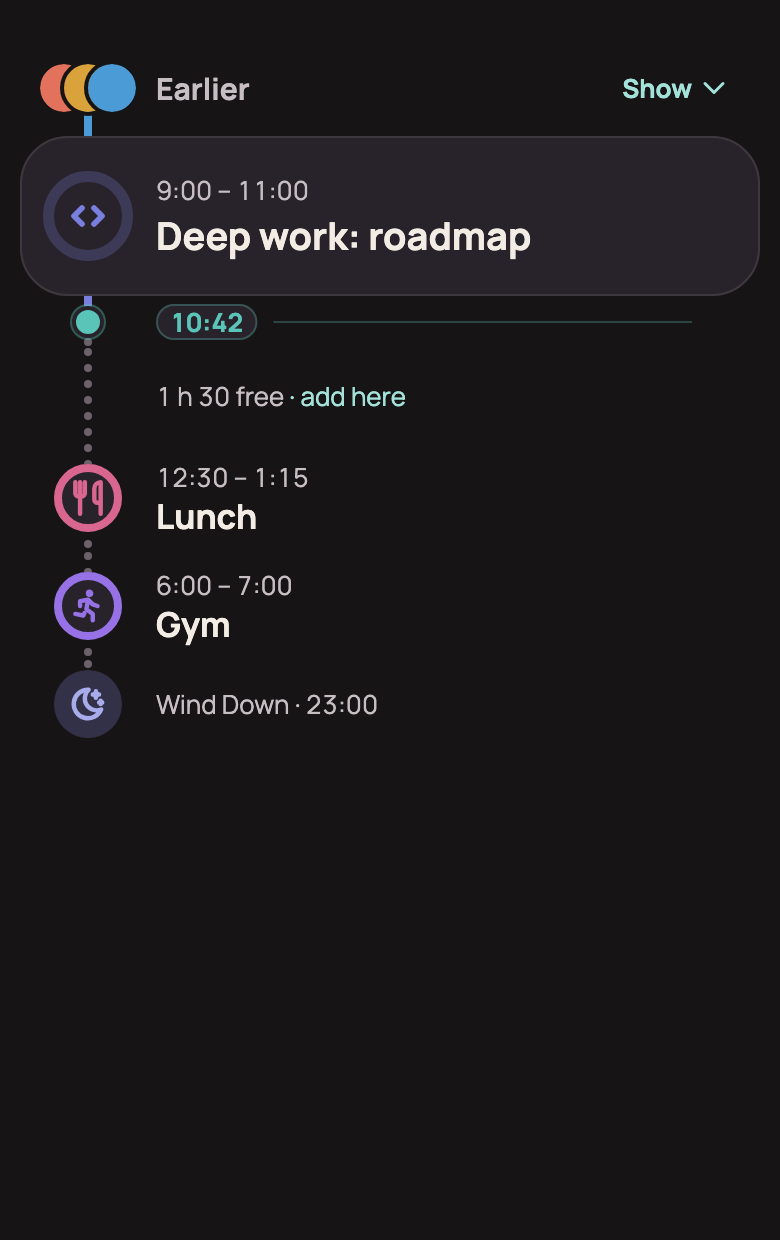 Earlier
Show
9:00 – 11:00
Deep work: roadmap
10:42
1 h 30 free · add here
12:30 – 1:15
Lunch
6:00 – 7:00
Gym
Wind Down · 23:00